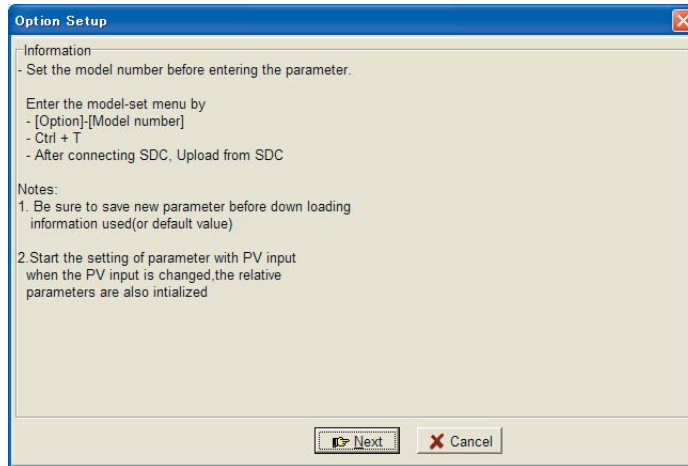 Option Setup
Information
- Set the model number before entering the parameter.
Enter the model-set menu by
- [Option]-[Model number]
- Ctrl + T
- After connecting SDC, Upload from SDC
Notes:
1. Be sure to save new parameter before down loading
information used(or default value)
2.Start the setting of parameter with PV input
when the PV input is changed,the relative
parameters are also intialized
Next
Cancel